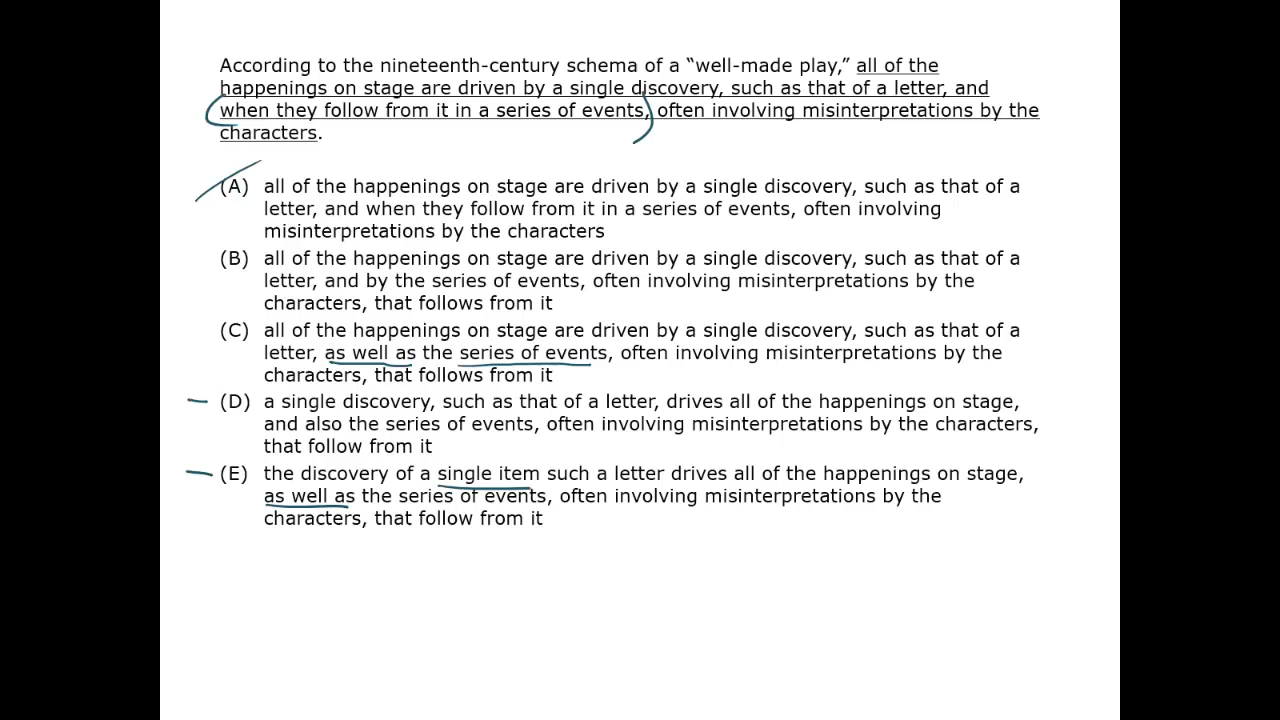 According to the nineteenth-century schema of a “well-made play,” all of the
happenings on stage are driven by a single discovery, such as that of a letter, and
when they follow from it in a series of events, often involving misinterpretations by the
characters.
(A) all of the happenings on stage are driven by a single discovery, such as that of a
letter, and when they follow from it in a series of events, often involving
misinterpretations by the characters
(B) all of the happenings on stage are driven by a single discovery, such as that of a
letter, and by the series of events, often involving misinterpretations by the
characters, that follows from it
(C) all of the happenings on stage are driven by a single discovery, such as that of a
letter, as well as the series of events, often involving misinterpretations by the
characters, that follows from it
(D) a single discovery, such as that of a letter, drives all of the happenings on stage,
and also the series of events, often involving misinterpretations by the characters,
that follow from it
(E) the discovery of a single item such a letter drives all of the happenings on stage,
as well as the series of events, often involving misinterpretations by the
characters, that follow from it